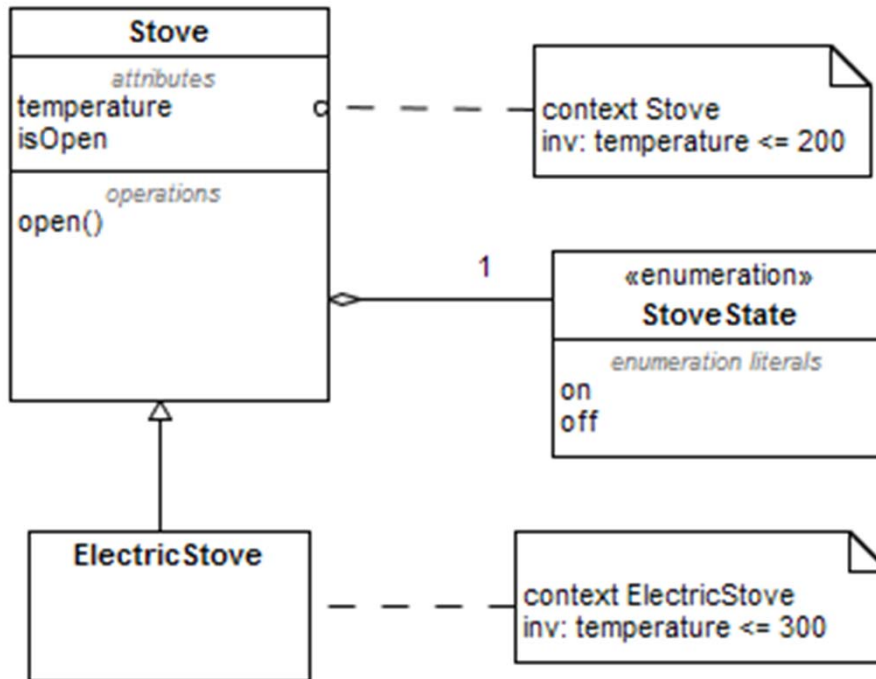 Stove
attributes
temperature c
isOpen
operations
open()
context Stove
inv: temperature <= 200
1
«enumeration»
StoveState
enumeration literals
on
off
ElectricStove
context ElectricStove
inv: temperature <= 300